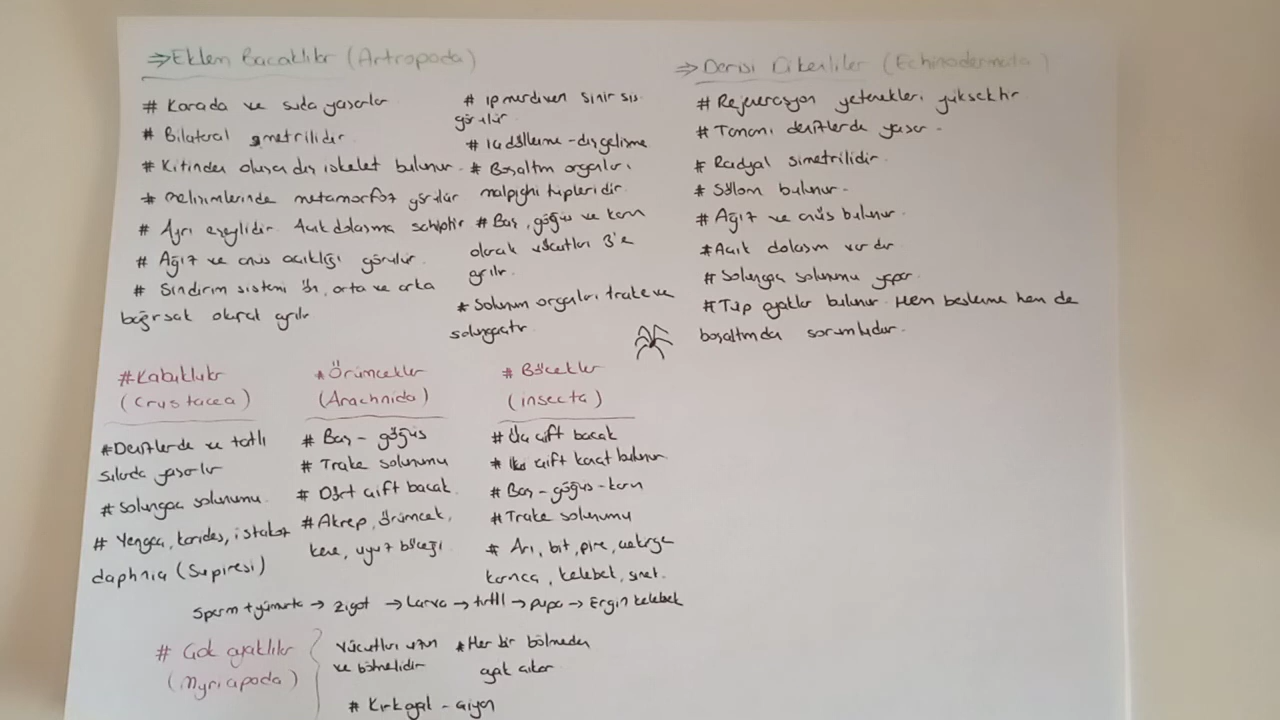 ⇒ Eklem Bacaklılar (Artropoda)
# Karada ve suda yaşarlar
# Bilateral simetrilidir.
# Kitinden oluşan dış iskelet bulunur.
# Gelişimlerinde metamorfoz görülür
# Ayrı eşeylidir. Açık dolaşıma sahiptir
# Ağız ve anüs açıklığı görülür.
# Sindirim sistemi ön, orta ve arka
bağırsak olarak ayrılır
# ip merdiven sinir sis.
görülür.
# İç dölleme - dış gelişme
# Boşaltım organları
malpighi tüpleridir.
# Baş, göğüs ve karın
olarak vücutları 3'e
ayrılır.
# Solunum organları trake ve
solungaçtır.
⇒ Derisi Dikenliler (Echinodermata)
# Rejenerasyon yetenekleri yüksektir
# Tamamı denizlerde yaşar.
# Radyal simetrilidir.
# Sölom bulunur.
# Ağız ve anüs bulunur.
# Açık dolaşım vardır.
# Solungaç solunumu yapar.
# Tüp ayaklar bulunur. Hem beslenme hem de
boşaltımda sorumludur.
# Kabuklular
(Crustacea)
# Denizlerde ve tatlı
sularda yaşarlar
# Solungaç solunumu.
# Yengeç, karides, istakoz
daphnia (Su piresi)
# Örümcekler
(Arachnida)
# Baş - göğüs
# Trake solunumu
# Dört çift bacak.
# Akrep, örümcek,
kene, uyuz böceği.
# Böcekler
(insecta)
# Üç çift bacak
# İki çift kanat bulunur.
# Baş - göğüs - karın
# Trake solunumu
# Arı, bit, pire, çekirge
karınca, kelebek, sinek.
Sperm + yumurta → zigot → Larva → tırtıl → pupa → Ergin kelebek
# Çok ayaklılar
(Myriapoda)
Vücutları uzun
ve bölmelidir
# Her bir bölmeden
ayak çıkar.
# Kırkayak - çiyan